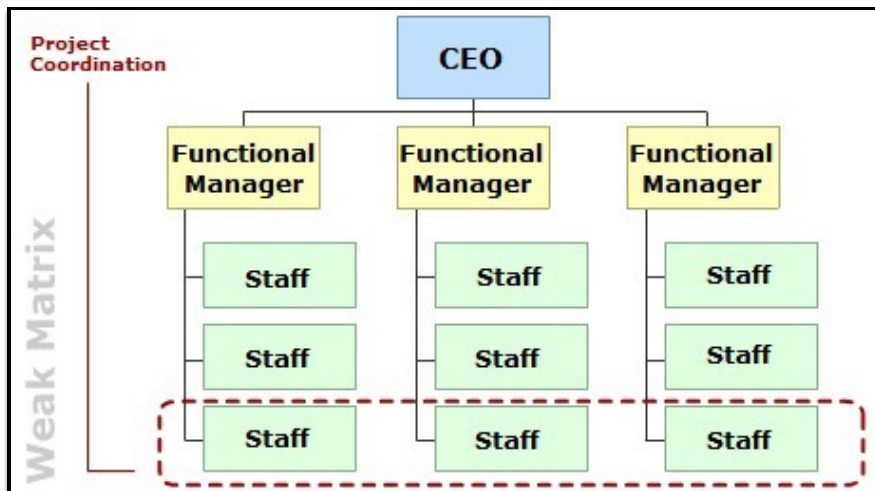 Project
Coordination
CEO
Functional
Manager
Functional
Manager
Functional
Manager
Staff
Staff
Staff
Staff
Staff
Staff
Staff
Staff
Staff
Weak Matrix